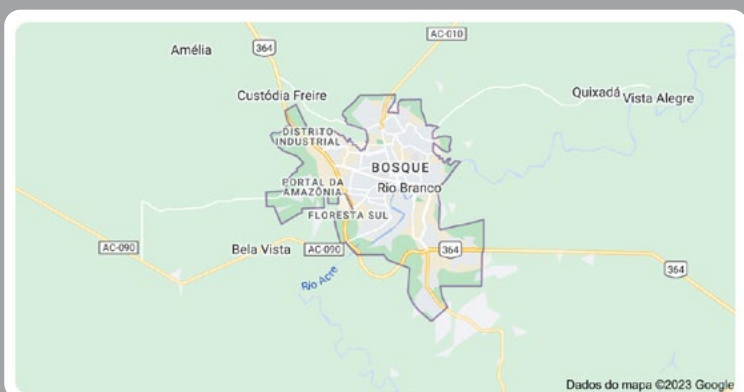 AC-010
Amélia
364
Custódia Freire
Quixadá
Vista Alegre
DISTRITO
INDUSTRIAL
BOSQUE
PORTAL DA
AMAZÔNIA
Rio Branco
FLORESTA SUL
AC-090
Bela Vista
AC-090
364
364
Rio Acre
Dados do mapa ©2023 Google